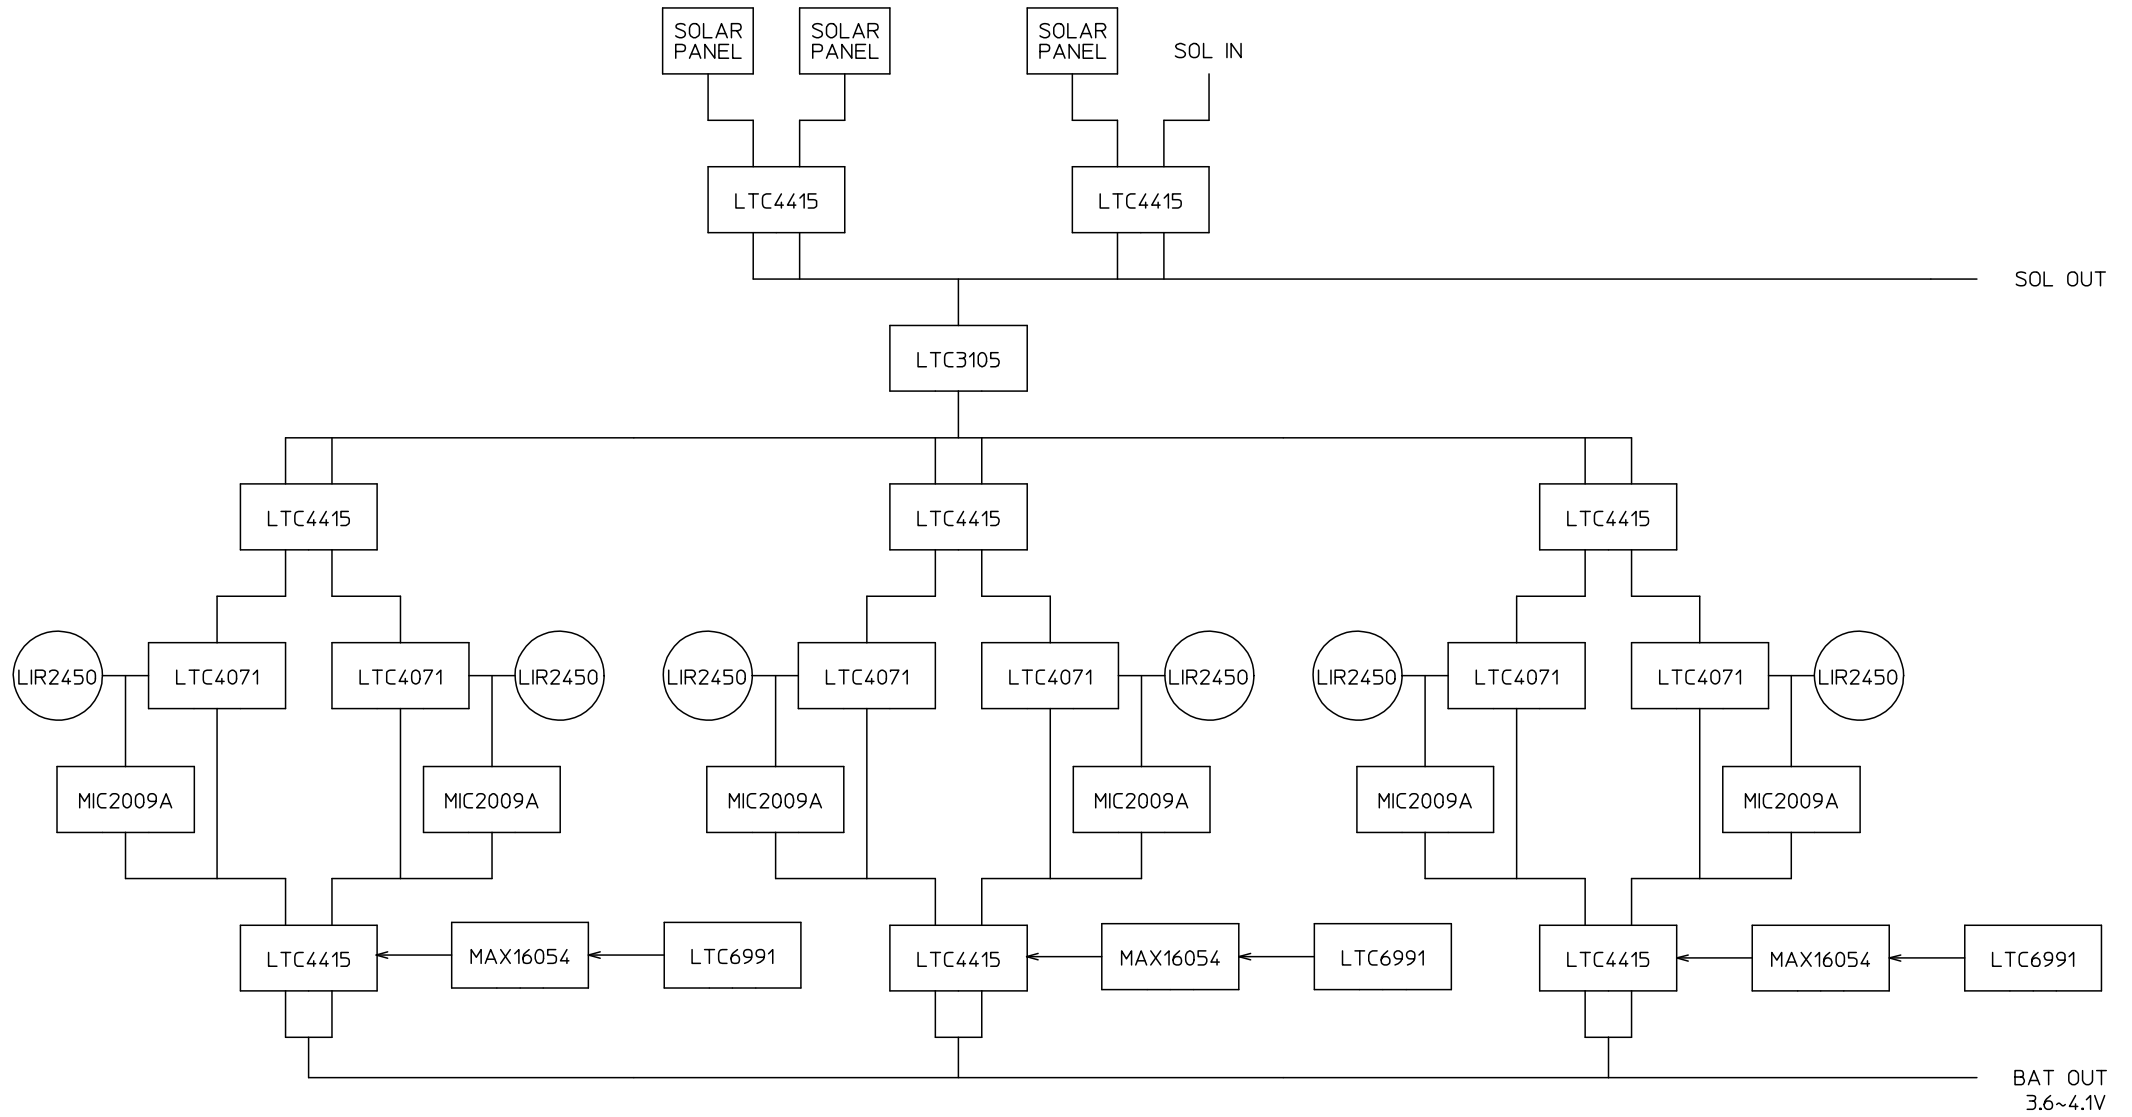 SOLAR
PANEL
SOLAR
PANEL
SOLAR
PANEL
SOL IN
LTC4415
LTC4415
SOL OUT
LTC3105
LTC4415
LTC4415
LTC4415
LIR2450
LTC4071
LTC4071
LIR2450
LIR2450
LTC4071
LTC4071
LIR2450
LIR2450
LTC4071
LTC4071
LIR2450
MIC2009A
MIC2009A
MIC2009A
MIC2009A
MIC2009A
MIC2009A
LTC4415
MAX16054
LTC6991
LTC4415
MAX16054
LTC6991
LTC4415
MAX16054
LTC6991
BAT OUT
3.6~4.1V